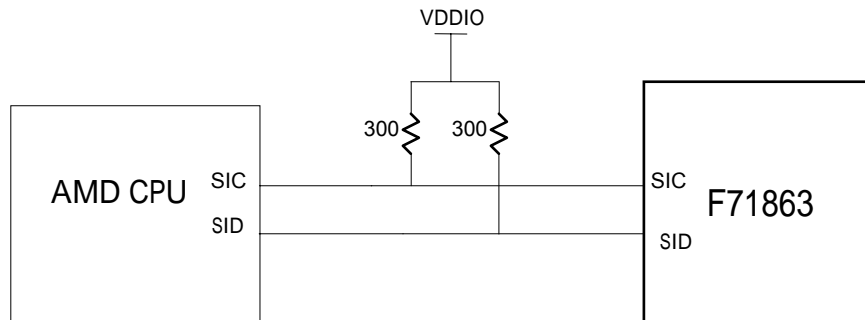 VDDIO
300
300
AMD CPU
SIC
SID
SIC
SID
F71863